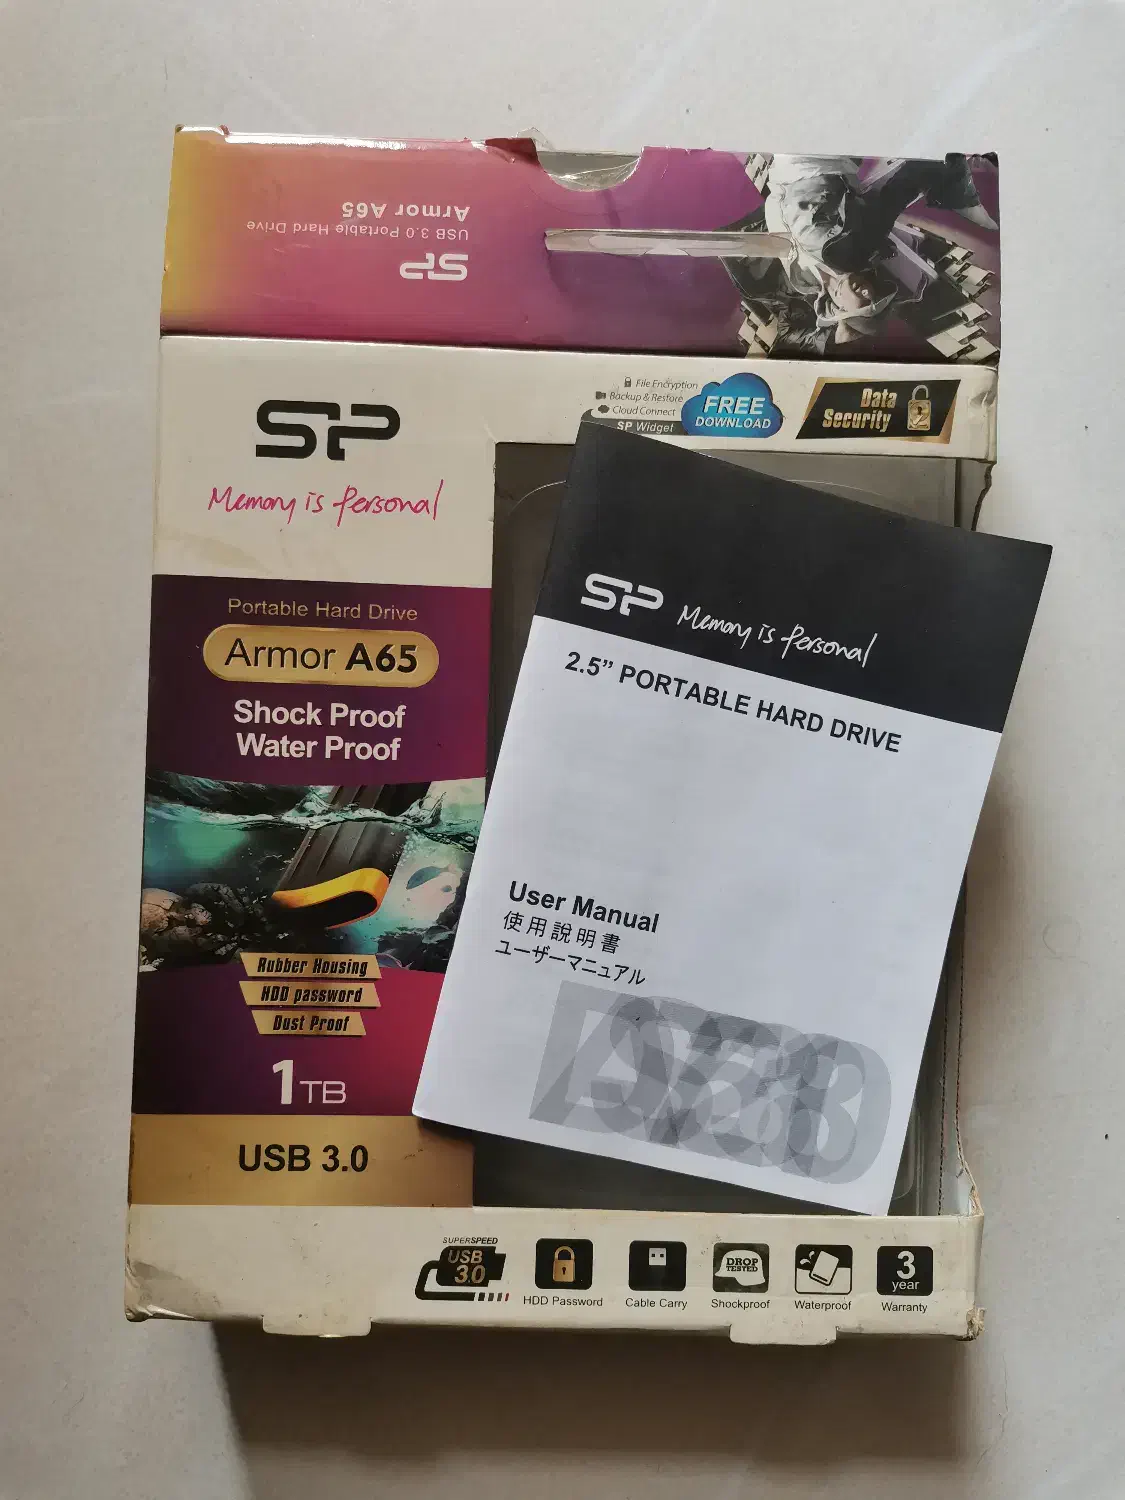 Armor A65
USB 3.0 Portable Hard Drive
SP
SP
Memory is Personal
File Encryption
Backup & Restore
Cloud Connect
SP Widget
FREE
DOWNLOAD
Data
Security
Portable Hard Drive
Armor A65
Shock Proof
Water Proof
Rubber Housing
HDD password
Dust Proof
1TB
USB 3.0
SP Memory is Personal
2.5” PORTABLE HARD DRIVE
User Manual
使用說明書
ユーザーマニュアル
SUPERSPEED
USB
3.0
HDD Password
Cable Carry
DROP
TESTED
Shockproof
Waterproof
3
year
Warranty